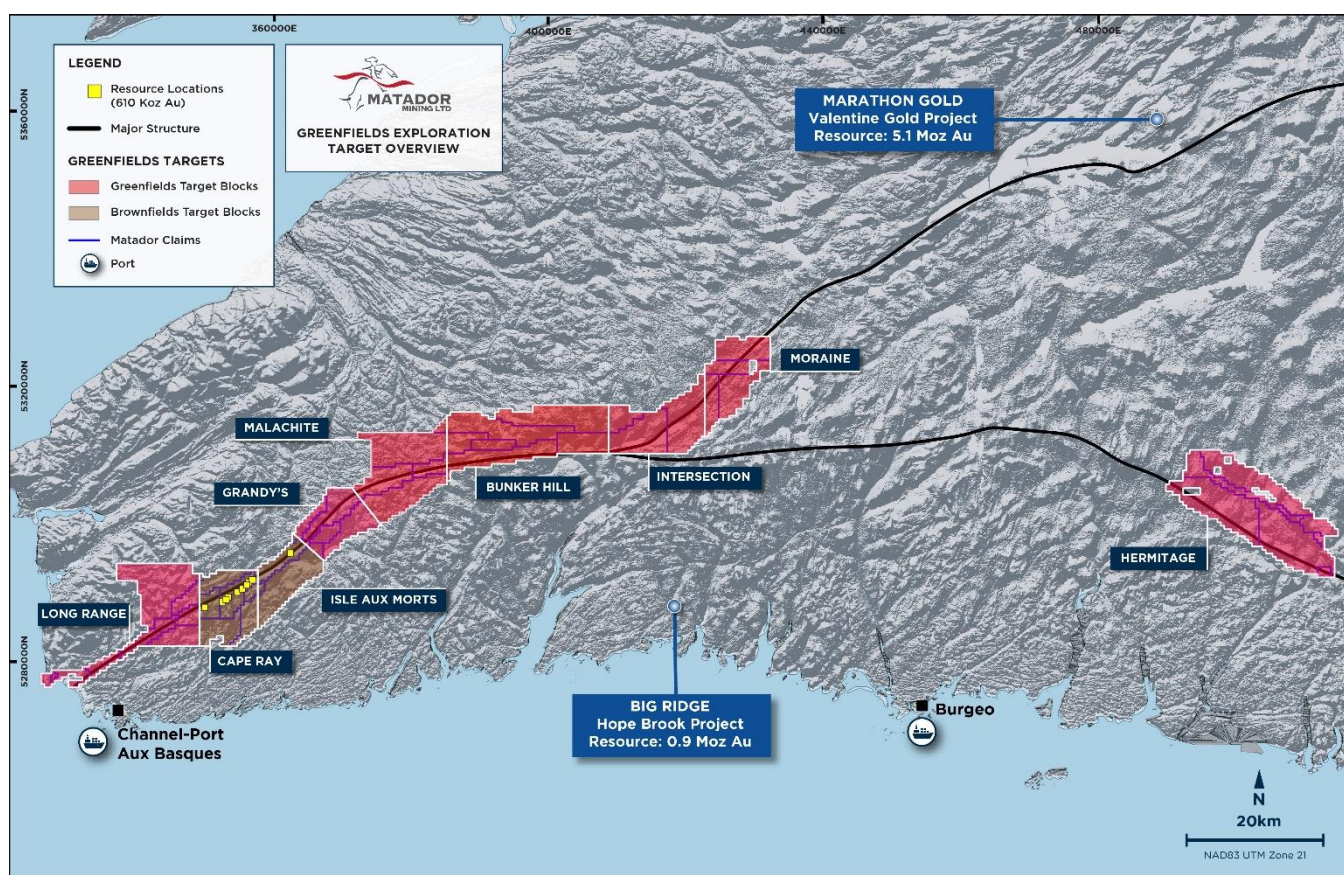 360000E
400000E
440000E
480000E
LEGEND
Resource Locations
(610 Koz Au)
Major Structure
GREENFIELDS TARGETS
Greenfields Target Blocks
Brownfields Target Blocks
Matador Claims
Port
MATADOR
MINING LTD
GREENFIELDS EXPLORATION
TARGET OVERVIEW
MARATHON GOLD
Valentine Gold Project
Resource: 5.1 Moz Au
5360000N
5320000N
5280000N
MORAINE
MALACHITE
GRANDY'S
BUNKER HILL
INTERSECTION
HERMITAGE
ISLE AUX MORTS
LONG RANGE
CAPE RAY
BIG RIDGE
Hope Brook Project
Resource: 0.9 Moz Au
Channel-Port
Aux Basques
Burgeo
N
20km
NAD83 UTM Zone 21